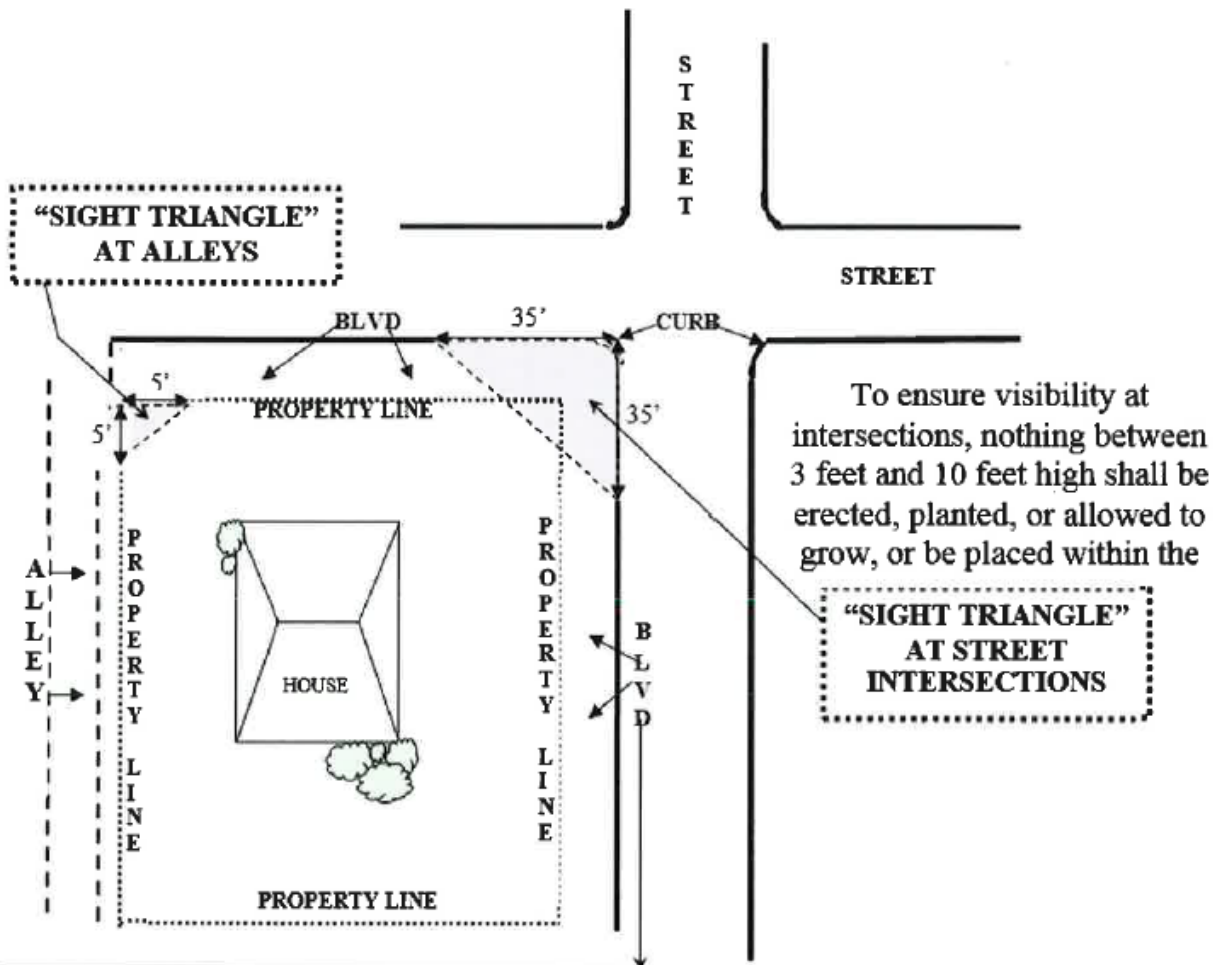 STREET
“SIGHT TRIANGLE”
AT ALLEYS
STREET
BLVD
35’
CURB
5’
PROPERTY LINE
35’
5’
To ensure visibility at
intersections, nothing between
3 feet and 10 feet high shall be
erected, planted, or allowed to
grow, or be placed within the
“SIGHT TRIANGLE”
AT STREET
INTERSECTIONS
ALLEY
PROPERTY LINE
HOUSE
PROPERTY LINE
BLVD
PROPERTY LINE